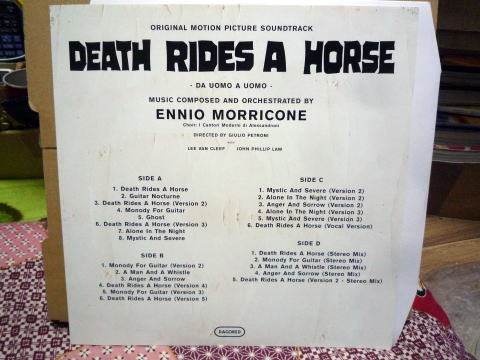 ORIGINAL MOTION PICTURE SOUNDTRACK
DEATH RIDES A HORSE
- DA UOMO A UOMO -
MUSIC COMPOSED AND ORCHESTRATED BY
ENNIO MORRICONE
Choir: I Cantori Moderni di Alessandroni
DIRECTED BY GIULIO PETRONI
with
LEE VAN CLEEF JOHN PHILLIP LAW
SIDE A
1. Death Rides A Horse
2. Guitar Nocturne
3. Death Rides A Horse (Version 2)
4. Monody For Guitar
5. Ghost
6. Death Rides A Horse (Version 3)
7. Alone In The Night
8. Mystic And Severe
SIDE B
1. Monody For Guitar (Version 2)
2. A Man And A Whistle
3. Anger And Sorrow
4. Death Rides A Horse (Version 4)
5. Monody For Guitar (Version 3)
6. Death Rides A Horse (Version 5)
SIDE C
1. Mystic And Severe (Version 2)
2. Alone In The Night (Version 2)
3. Anger And Sorrow (Version 2)
4. Alone In The Night (Version 3)
5. Mystic And Severe (Version 3)
6. Death Rides A Horse (Vocal Version)
SIDE D
1. Death Rides A Horse (Stereo Mix)
2. Monody For Guitar (Stereo Mix)
3. A Man And A Whistle (Stereo Mix)
4. Anger And Sorrow (Stereo Mix)
5. Death Rides A Horse (Version 2 - Stereo Mix)
DAGORED